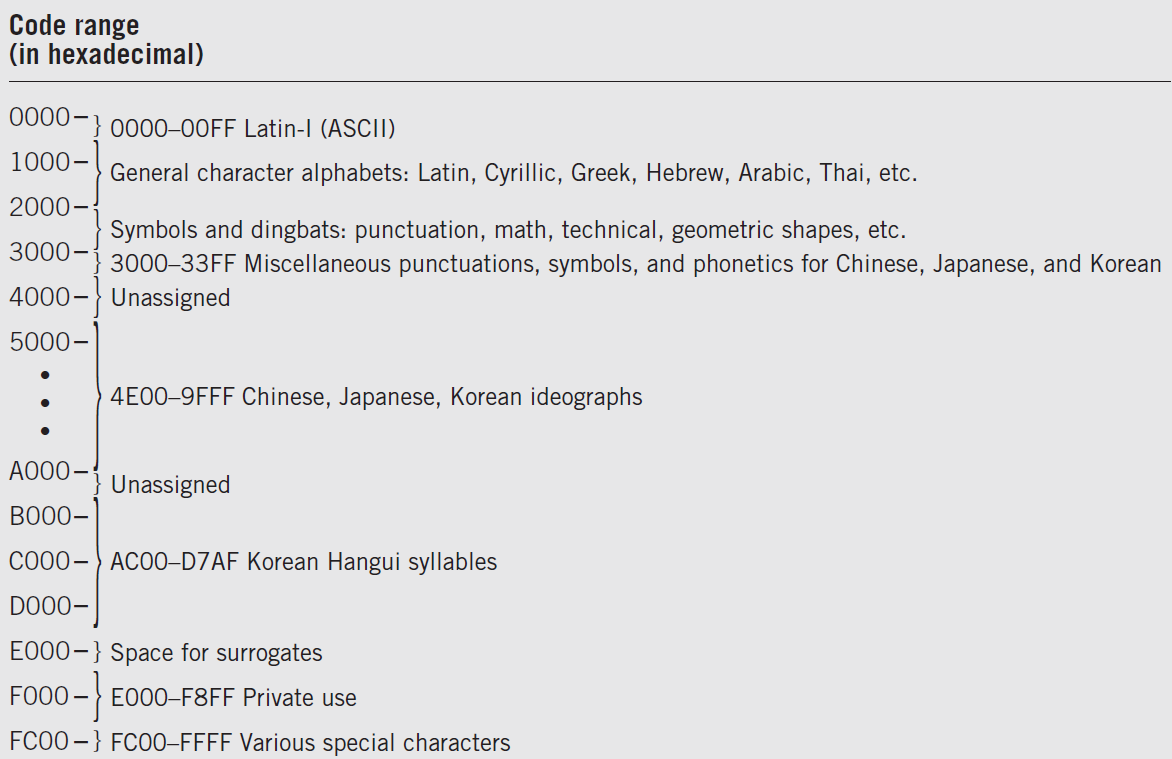 Code range
(in hexadecimal)
0000–
0000–00FF Latin-I (ASCII)
1000–
General character alphabets: Latin, Cyrillic, Greek, Hebrew, Arabic, Thai, etc.
2000–
Symbols and dingbats: punctuation, math, technical, geometric shapes, etc.
3000–
3000–33FF Miscellaneous punctuations, symbols, and phonetics for Chinese, Japanese, and Korean
4000–
Unassigned
5000–
•
•
•
4E00–9FFF Chinese, Japanese, Korean ideographs
A000–
Unassigned
B000–
C000–
AC00–D7AF Korean Hangui syllables
D000–
E000–
Space for surrogates
F000–
E000–F8FF Private use
FC00–
FC00–FFFF Various special characters